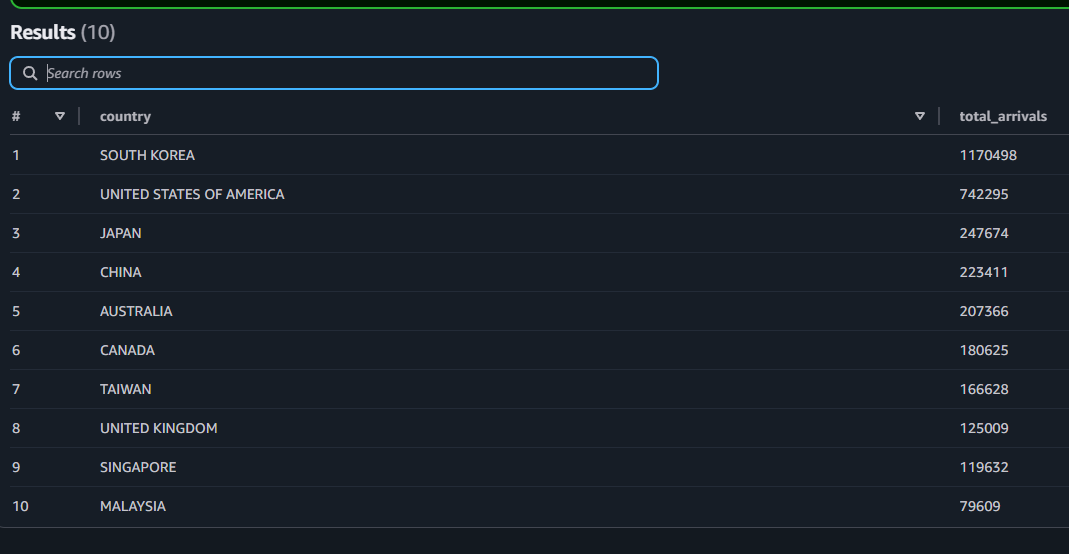 Results (10)
Search rows
# country total_arrivals
1 SOUTH KOREA 1170498
2 UNITED STATES OF AMERICA 742295
3 JAPAN 247674
4 CHINA 223411
5 AUSTRALIA 207366
6 CANADA 180625
7 TAIWAN 166628
8 UNITED KINGDOM 125009
9 SINGAPORE 119632
10 MALAYSIA 79609